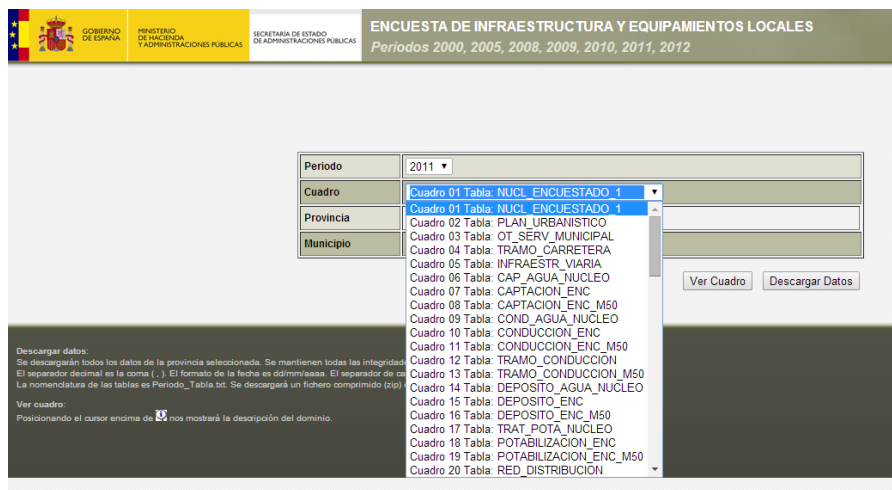 GOBIERNO
DE ESPAÑA
MINISTERIO
DE HACIENDA
Y ADMINISTRACIONES PÚBLICAS
SECRETARÍA DE ESTADO
DE ADMINISTRACIONES PÚBLICAS
ENCUESTA DE INFRAESTRUCTURA Y EQUIPAMIENTOS LOCALES
Periodos 2000, 2005, 2008, 2009, 2010, 2011, 2012
Periodo
2011
Cuadro
Cuadro 01 Tabla: NUCL_ENCUESTADO_1
Provincia
Municipio
Cuadro 01 Tabla: NUCL_ENCUESTADO_1
Cuadro 02 Tabla: PLAN_URBANISTICO
Cuadro 03 Tabla: OT_SERV_MUNICIPAL
Cuadro 04 Tabla: TRAMO_CARRETERA
Cuadro 05 Tabla: INFRAESTR_VIARIA
Cuadro 06 Tabla: CAP_AGUA_NUCLEO
Cuadro 07 Tabla: CAPTACION_ENC
Cuadro 08 Tabla: CAPTACION_ENC_M50
Cuadro 09 Tabla: COND_AGUA_NUCLEO
Cuadro 10 Tabla: CONDUCCION_ENC
Cuadro 11 Tabla: CONDUCCION_ENC_M50
Cuadro 12 Tabla: TRAMO_CONDUCCIÓN
Cuadro 13 Tabla: TRAMO_CONDUCCION_M50
Cuadro 14 Tabla: DEPOSITO_AGUA_NUCLEO
Cuadro 15 Tabla: DEPOSITO_ENC
Cuadro 16 Tabla: DEPOSITO_ENC_M50
Cuadro 17 Tabla: TRAT_POTA_NUCLEO
Cuadro 18 Tabla: POTABILIZACION_ENC
Cuadro 19 Tabla: POTABILIZACION_ENC_M50
Cuadro 20 Tabla: RED_DISTRIBUCIÓN
Ver Cuadro
Descargar Datos
Descargar datos:
Se descargarán todos los datos de la provincia seleccionada. Se mantienen todas las integridad
El separador decimal es la coma ( , ). El formato de la fecha es dd/mm/aaaa. El separador de ca
La nomenclatura de las tablas es Periodo_Tabla.txt. Se descargará un fichero comprimido (zip)
Ver cuadro:
Posicionando el cursor encima de nos mostrará la descripción del dominio.